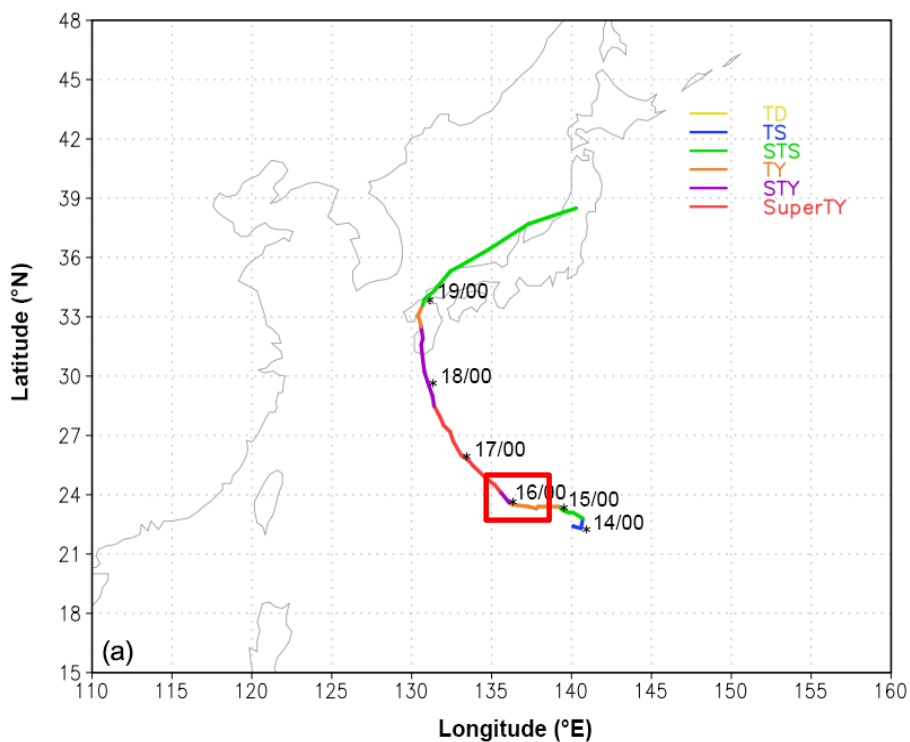 (a)
48
45
42
39
36
33
30
27
24
21
18
15
Latitude (°N)
TD
TS
STS
TY
STY
SuperTY
19/00
18/00
17/00
16/00
15/00
14/00
110 115 120 125 130 135 140 145 150 155 160
Longitude (°E)
(a)